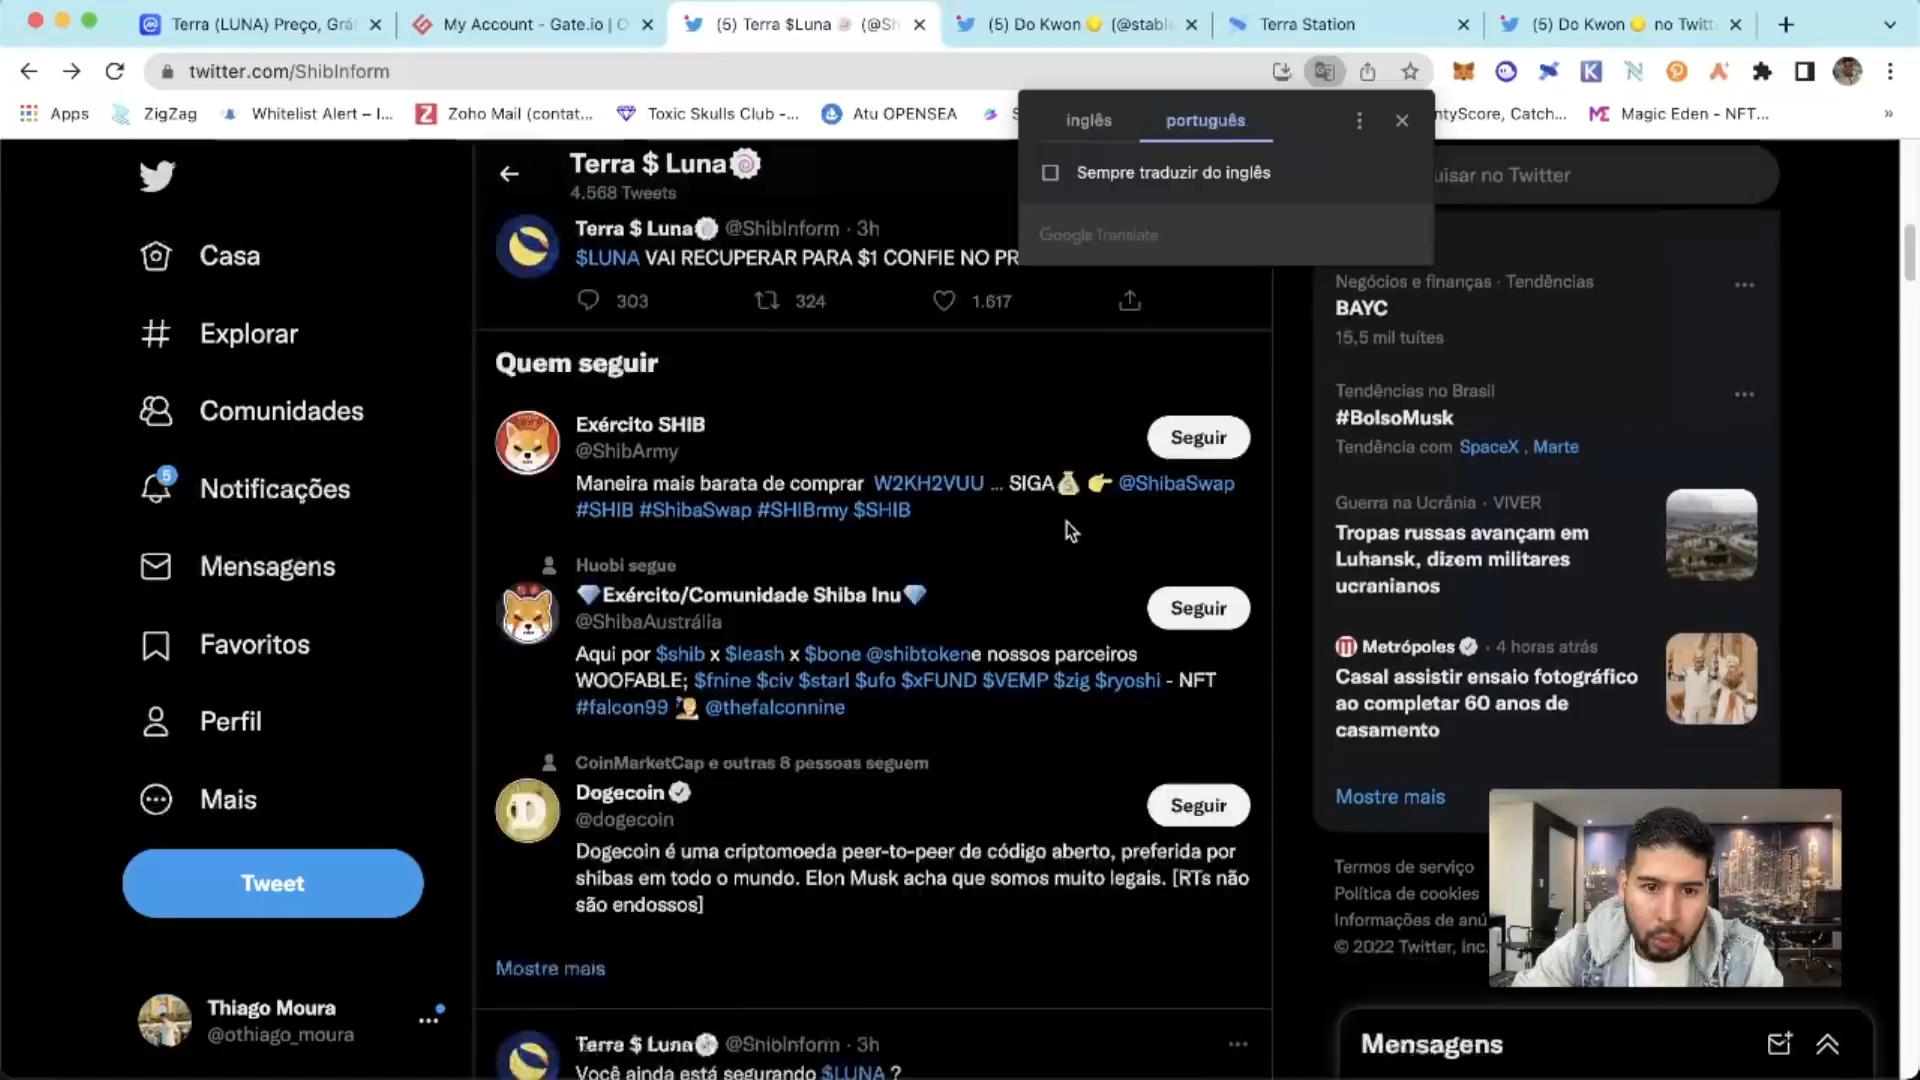 Terra (LUNA) Preço, Grá
My Account - Gate.io | O
(5) Terra $Luna (@Sh
(5) Do Kwon (@stabl
Terra Station
(5) Do Kwon no Twitt
twitter.com/ShibInform
Apps
ZigZag
Whitelist Alert – I...
Zoho Mail (contat...
Toxic Skulls Club -...
Atu OPENSEA
S
ntyScore, Catch...
Magic Eden - NFT...
»
inglês
português
Sempre traduzir do inglês
Google Translate
Casa
Explorar
Comunidades
5
Notificações
Mensagens
Favoritos
Perfil
Mais
Tweet
Thiago Moura
@othiago_moura
Terra $ Luna
4.568 Tweets
Terra $ Luna @ShibInform · 3h
$LUNA VAI RECUPERAR PARA $1 CONFIE NO PR
303
324
1.617
Quem seguir
Exército SHIB
@ShibArmy
Seguir
Maneira mais barata de comprar W2KH2VUU ... SIGA @ShibaSwap
#SHIB #ShibaSwap #SHIBrmy $SHIB
Huobi segue
Exército/Comunidade Shiba Inu
@ShibaAustrália
Seguir
Aqui por $shib x $leash x $bone @shibtokene nossos parceiros
WOOFABLE; $fnine $civ $starl $ufo $xFUND $VEMP $zig $ryoshi - NFT
#falcon99 @thefalconnine
CoinMarketCap e outras 8 pessoas seguem
Dogecoin
@dogecoin
Seguir
Dogecoin é uma criptomoeda peer-to-peer de código aberto, preferida por
shibas em todo o mundo. Elon Musk acha que somos muito legais. [RTs não
são endossos]
Mostre mais
Terra $ Luna @ShibInform · 3h
Você ainda está segurando $LUNA ?
uisar no Twitter
Negócios e finanças · Tendências
BAYC
15,5 mil tuítes
Tendências no Brasil
#BolsoMusk
Tendência com SpaceX , Marte
Guerra na Ucrânia · VIVER
Tropas russas avançam em
Luhansk, dizem militares
ucranianos
Metrópoles · 4 horas atrás
Casal assistir ensaio fotográfico
ao completar 60 anos de
casamento
Mostre mais
Termos de serviço
Política de cookies
Informações de anú
© 2022 Twitter, Inc.
Mensagens